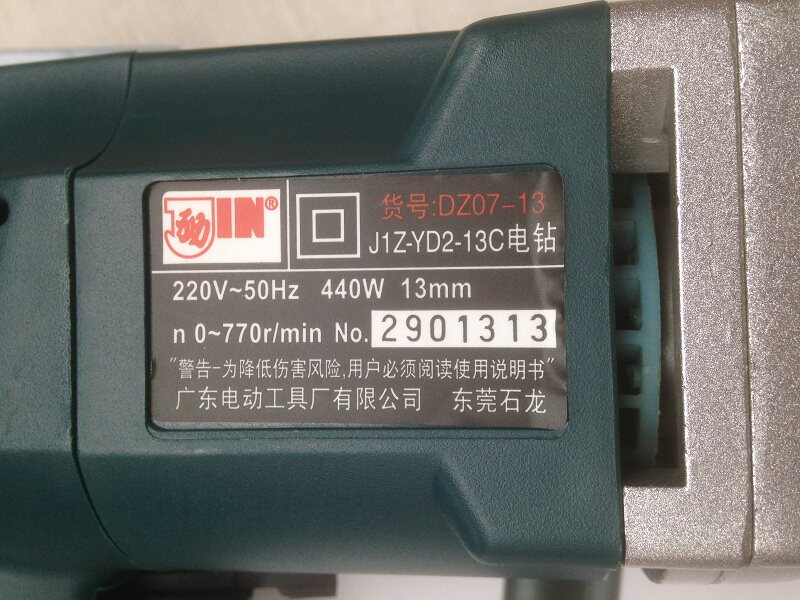 劲JIN®
货号:DZ07-13
J1Z-YD2-13C电钻
220V~50Hz 440W 13mm
n 0~770r/min No. 2901313
"警告-为降低伤害风险,用户必须阅读使用说明书"
广东电动工具厂有限公司 东莞石龙